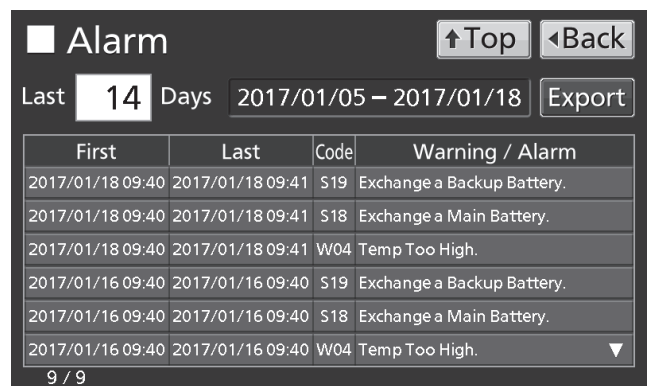 Alarm
Top
Back
Last 14 Days 2017/01/05 – 2017/01/18 Export
First Last Code Warning / Alarm
2017/01/18 09:40 2017/01/18 09:41 S19 Exchange a Backup Battery.
2017/01/18 09:40 2017/01/18 09:41 S18 Exchange a Main Battery.
2017/01/18 09:40 2017/01/18 09:41 W04 Temp Too High.
2017/01/16 09:40 2017/01/16 09:40 S19 Exchange a Backup Battery.
2017/01/16 09:40 2017/01/16 09:40 S18 Exchange a Main Battery.
2017/01/16 09:40 2017/01/16 09:40 W04 Temp Too High.
9 / 9